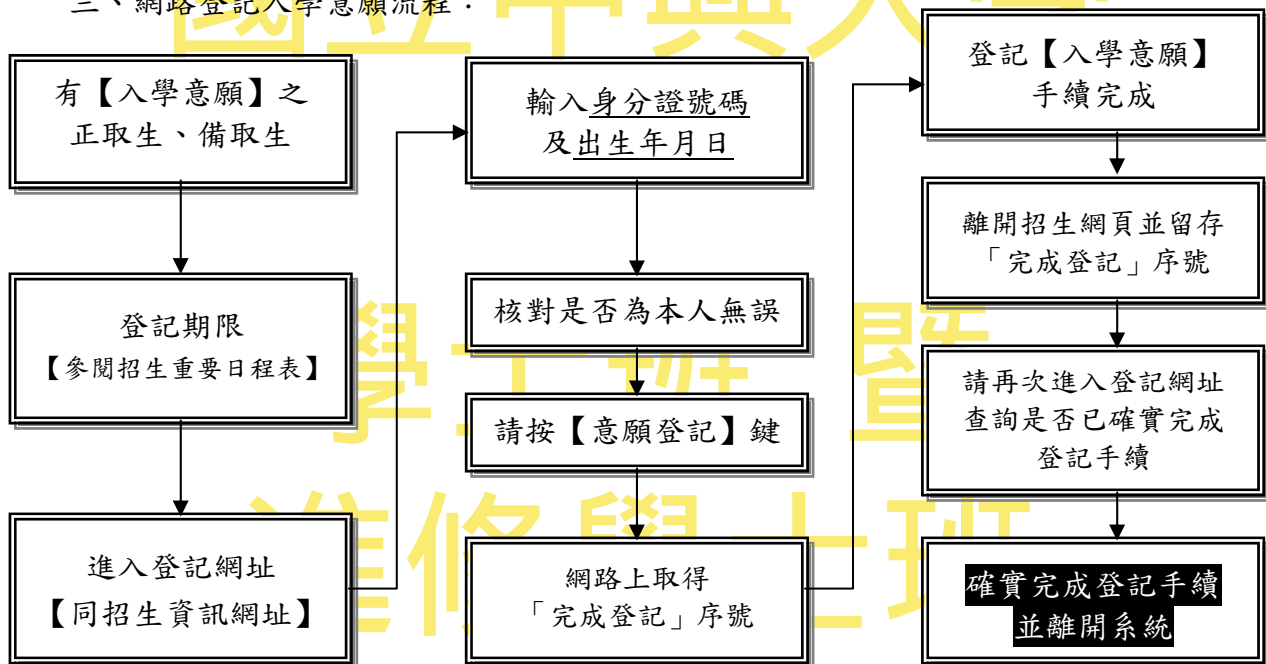 三、網路登記入學意願流程：
有【入學意願】之
正取生、備取生
登記期限
【參閱招生重要日程表】
進入登記網址
【同招生資訊網址】
輸入身分證號碼
及出生年月日
核對是否為本人無誤
請按【意願登記】鍵
網路上取得
「完成登記」序號
登記【入學意願】
手續完成
離開招生網頁並留存
「完成登記」序號
請再次進入登記網址
查詢是否已確實完成
登記手續
確實完成登記手續
並離開系統
國立中興大學
學士班 暨
進修學士班